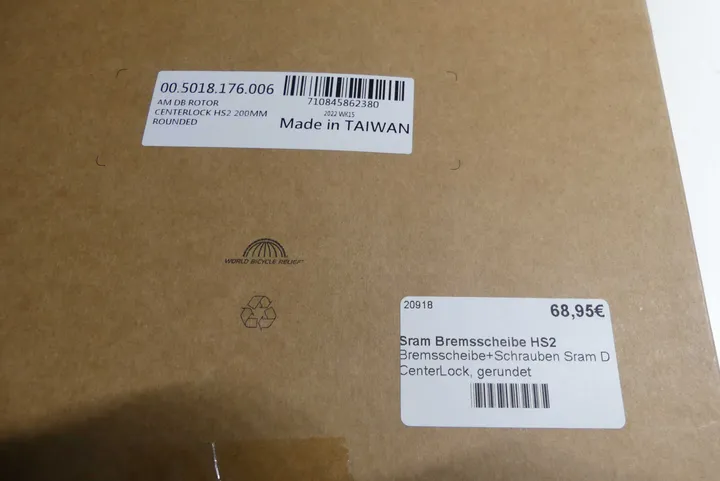 00.5018.176.006
AM DB ROTOR
CENTERLOCK HS2 200MM
ROUNDED
710845862380
2022 WK15
Made in TAIWAN
WORLD BICYCLE RELIEF
20918
68,95€
Sram Bremsscheibe HS2
Bremsscheibe+Schrauben Sram D
CenterLock, gerundet